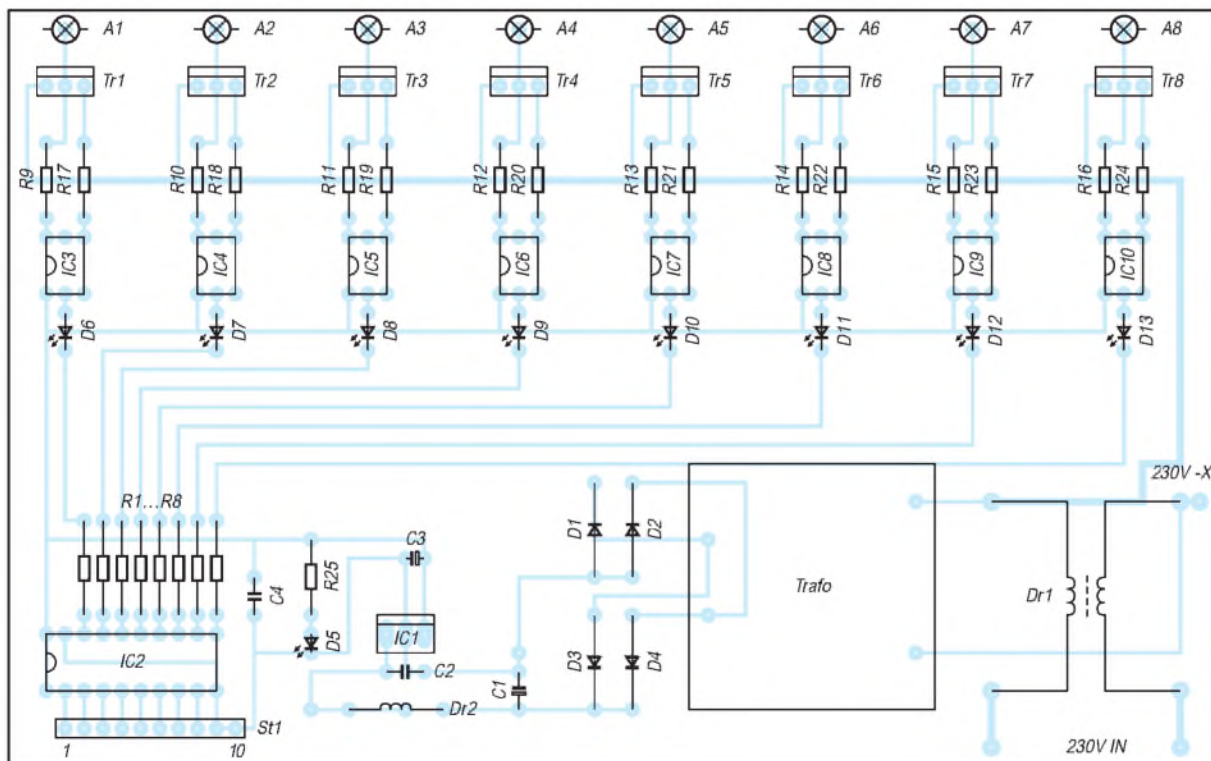 A1 A2 A3 A4 A5 A6 A7 A8
Tr1 Tr2 Tr3 Tr4 Tr5 Tr6 Tr7 Tr8
R9 R17 R10 R18 R11 R19 R12 R20 R13 R21 R14 R22 R15 R23 R16 R24
IC3 IC4 IC5 IC6 IC7 IC8 IC9 IC10
D6 D7 D8 D9 D10 D11 D12 D13
230V -X
R1...R8
C3
D1 D2
C4 R25
Trafo
Dr1
IC1
D5
IC2
C2
D3 D4
C1
St1
Dr2
1 10
230V IN